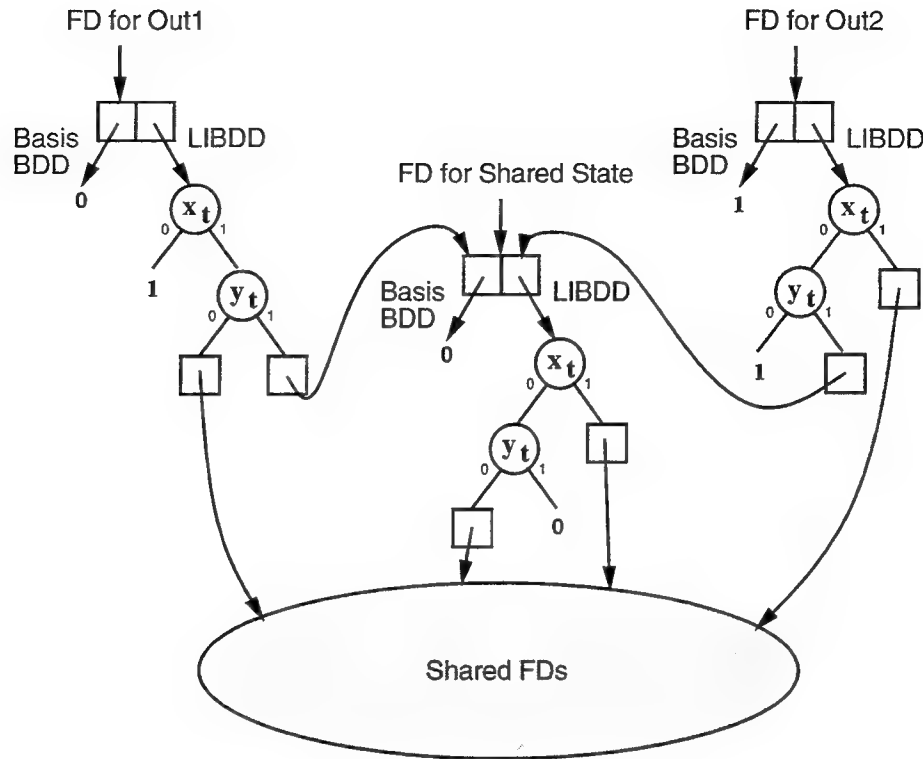 FD for Out1
FD for Out2
Basis
BDD
LIBDD
0
x t
0 1
1
y t
0 1
FD for Shared State
Basis
BDD
LIBDD
0
x t
0 1
y t
0 1
0
Basis
BDD
LIBDD
1
x t
0 1
y t
0 1
1
Shared FDs